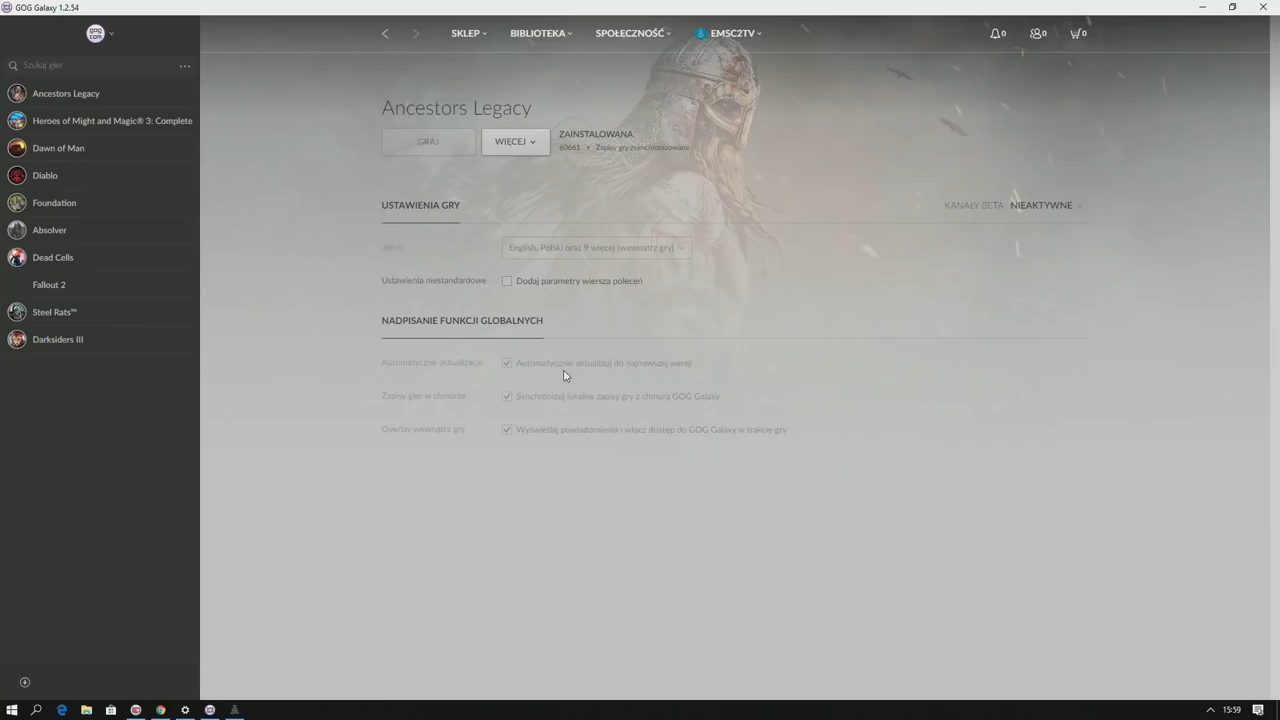 GOG Galaxy 1.2.54
GOG COM
SKLEP
BIBLIOTEKA
SPOŁECZNOŚĆ
EMSC2TV
0
0
0
Szukaj gier
Ancestors Legacy
Heroes of Might and Magic® 3: Complete
Dawn of Man
Diablo
Foundation
Absolver
Dead Cells
Fallout 2
Steel Rats™
Darksiders III
Ancestors Legacy
GRAJ
WIĘCEJ
ZAINSTALOWANA
60661 • Zapisy gry zsynchronizowane
USTAWIENIA GRY
KANAŁY BETA NIEAKTYWNE
Język
English, Polski oraz 9 więcej (wewnątrz gry)
Ustawienia niestandardowe
Dodaj parametry wiersza poleceń
NADPISANIE FUNKCJI GLOBALNYCH
Automatyczne aktualizacje
Automatycznie aktualizuj do najnowszej wersji
Zapisy gier w chmurze
Synchronizuj lokalne zapisy gry z chmurą GOG Galaxy
Overlay wewnątrz gry
Wyświetlaj powiadomienia i włącz dostęp do GOG Galaxy w trakcie gry
15:59